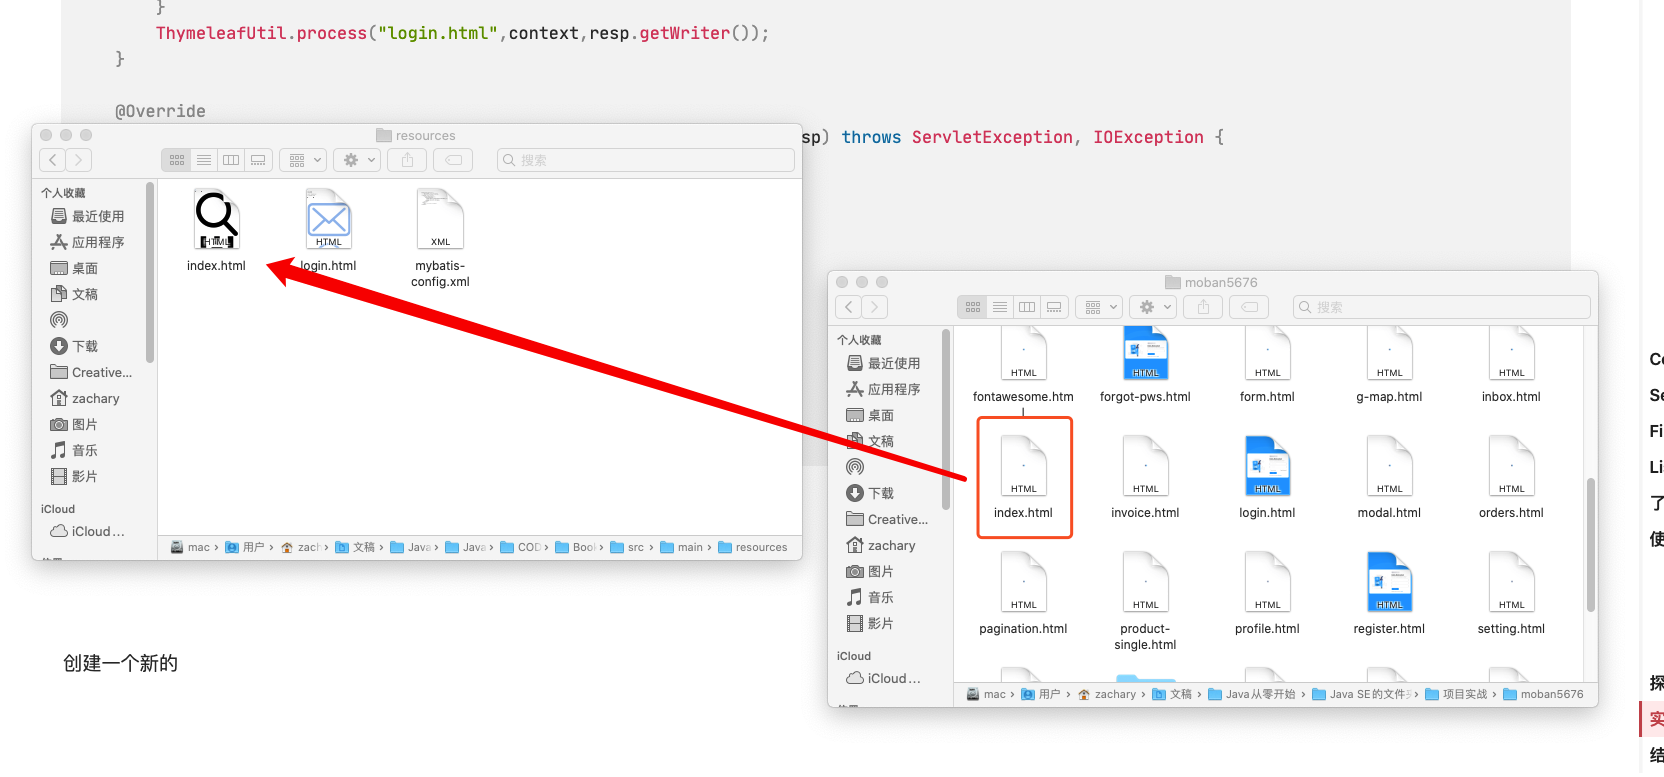 }
ThymeleafUtil.process("login.html",context,resp.getWriter());
}
@Override
sp) throws ServletException, IOException {
resources
搜索
个人收藏
最近使用
应用程序
桌面
文稿
下载
Creative...
zachary
图片
音乐
影片
iCloud
iCloud...
HTML
HTML
XML
index.html
login.html
mybatis-
config.xml
mac › 用户 › zach › 文稿 › Java › Java › COD › Boo › src › main › resources
moban5676
搜索
个人收藏
最近使用
应用程序
桌面
文稿
下载
Creative...
zachary
图片
音乐
影片
iCloud
iCloud...
HTML HTML HTML HTML HTML
fontawesome.htm
l
forgot-pws.html
form.html
g-map.html
inbox.html
HTML HTML HTML HTML HTML
index.html
invoice.html
login.html
modal.html
orders.html
HTML HTML HTML HTML HTML
pagination.html
product-
single.html
profile.html
register.html
setting.html
mac › 用户 › zachary › 文稿 › Java从零开始 › Java SE的文件 › 项目实战 › moban5676
创建一个新的
Se
Fi
Li
了
使
探
实
结